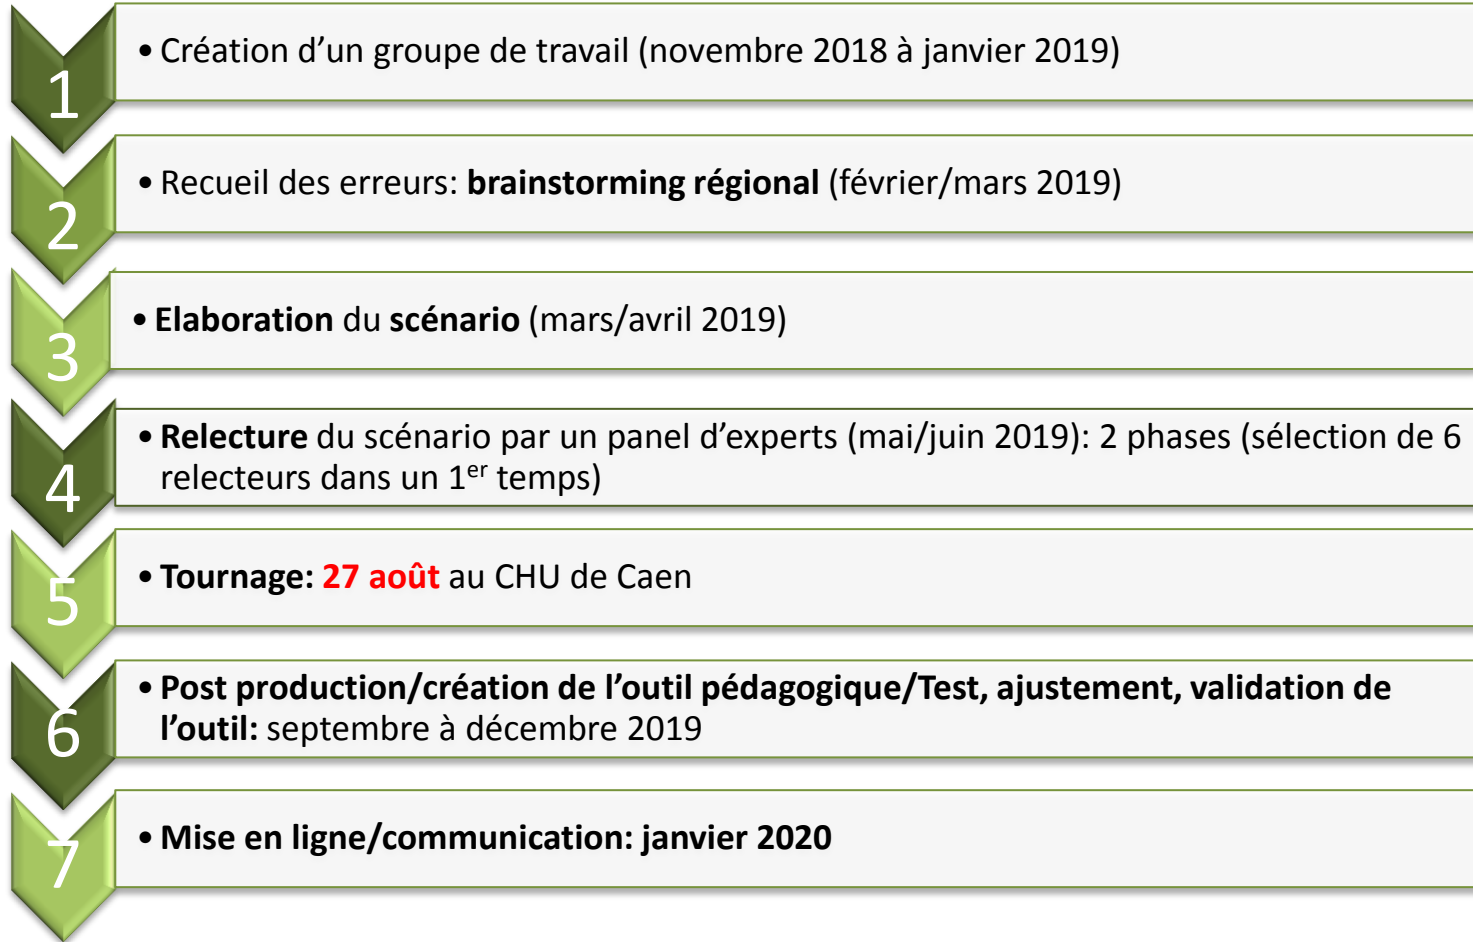 1
• Création d’un groupe de travail (novembre 2018 à janvier 2019)
2
• Recueil des erreurs: brainstorming régional (février/mars 2019)
3
• Elaboration du scénario (mars/avril 2019)
4
• Relecture du scénario par un panel d’experts (mai/juin 2019): 2 phases (sélection de 6
relecteurs dans un 1er temps)
5
• Tournage: 27 août au CHU de Caen
6
• Post production/création de l’outil pédagogique/Test, ajustement, validation de
l’outil: septembre à décembre 2019
7
• Mise en ligne/communication: janvier 2020